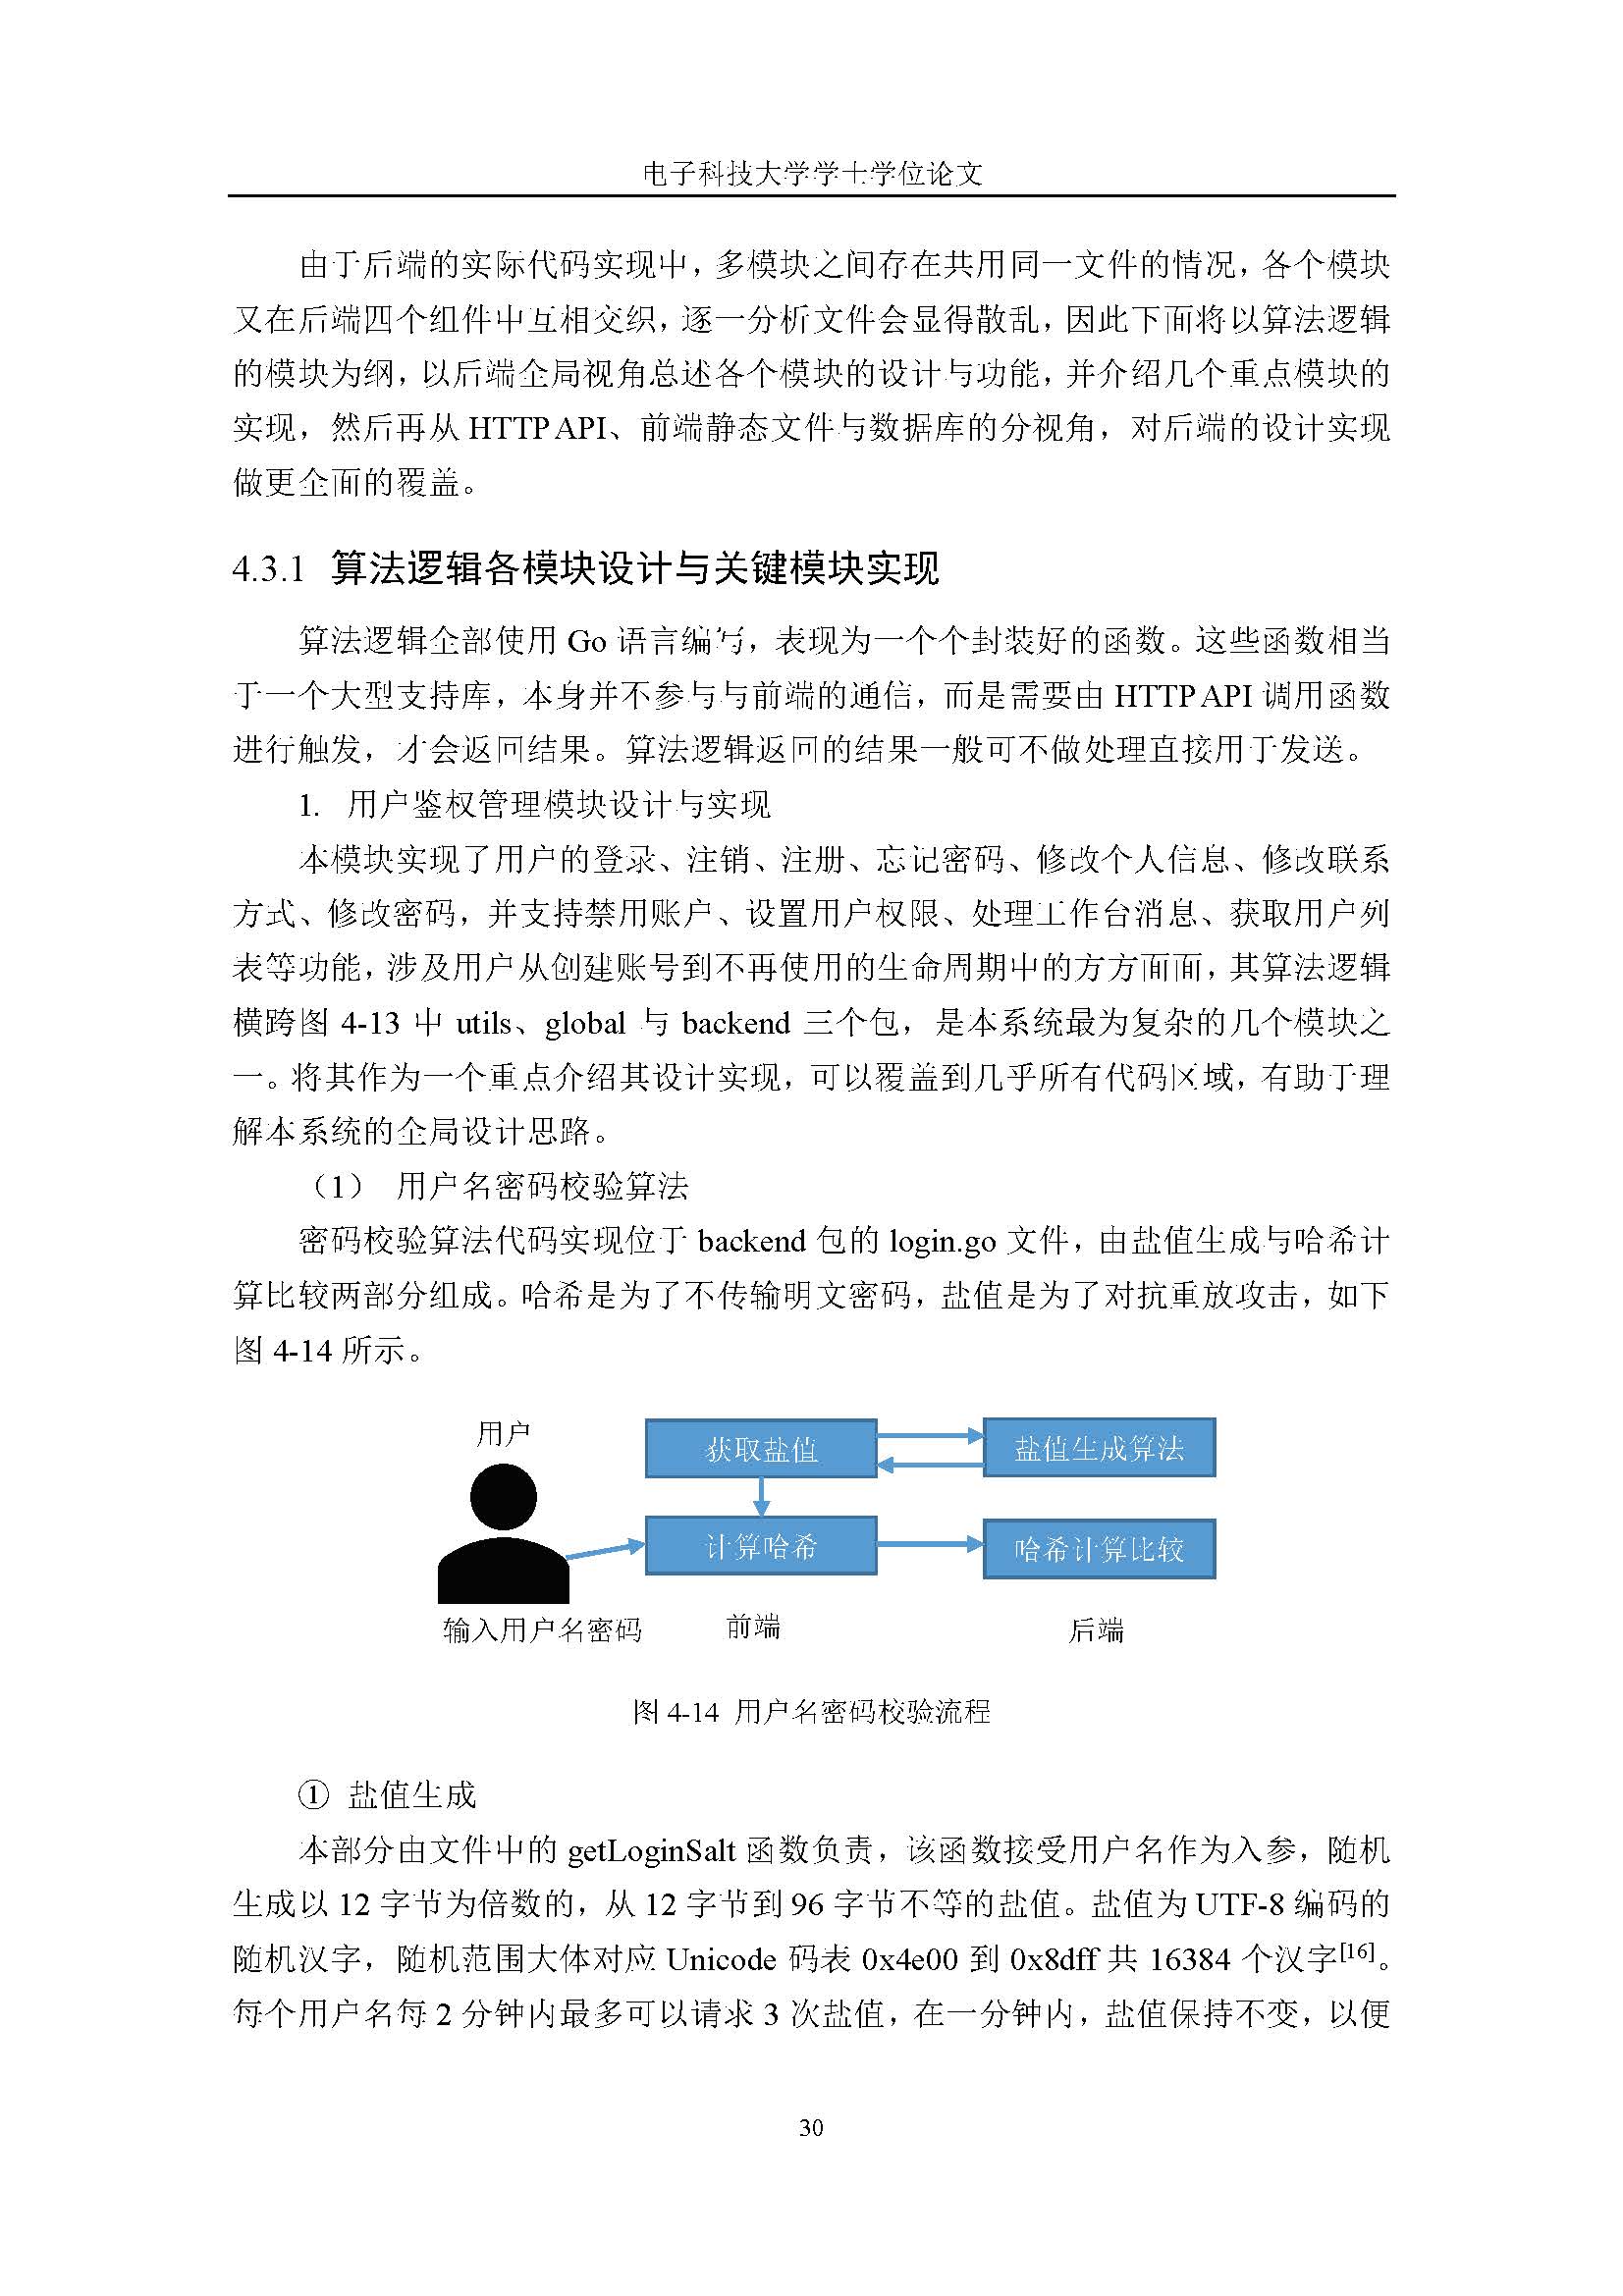 电子科技大学学士学位论文
由于后端的实际代码实现中，多模块之间存在共用同一文件的情况，各个模块
又在后端四个组件中互相交织，逐一分析文件会显得散乱，因此下面将以算法逻辑
的模块为纲，以后端全局视角总述各个模块的设计与功能，并介绍几个重点模块的
实现，然后再从 HTTP API、前端静态文件与数据库的分视角，对后端的设计实现
做更全面的覆盖。
4.3.1 算法逻辑各模块设计与关键模块实现
算法逻辑全部使用 Go 语言编写，表现为一个个封装好的函数。这些函数相当
于一个大型支持库，本身并不参与与前端的通信，而是需要由 HTTP API 调用函数
进行触发，才会返回结果。算法逻辑返回的结果一般可不做处理直接用于发送。
1. 用户鉴权管理模块设计与实现
本模块实现了用户的登录、注销、注册、忘记密码、修改个人信息、修改联系
方式、修改密码，并支持禁用账户、设置用户权限、处理工作台消息、获取用户列
表等功能，涉及用户从创建账号到不再使用的生命周期中的方方面面，其算法逻辑
横跨图 4-13 中 utils、global 与 backend 三个包，是本系统最为复杂的几个模块之
一。将其作为一个重点介绍其设计实现，可以覆盖到几乎所有代码区域，有助于理
解本系统的全局设计思路。
（1） 用户名密码校验算法
密码校验算法代码实现位于 backend 包的 login.go 文件，由盐值生成与哈希计
算比较两部分组成。哈希是为了不传输明文密码，盐值是为了对抗重放攻击，如下
图 4-14 所示。
用户
获取盐值
盐值生成算法
计算哈希
哈希计算比较
输入用户名密码
前端
后端
图 4-14 用户名密码校验流程
① 盐值生成
本部分由文件中的 getLoginSalt 函数负责，该函数接受用户名作为入参，随机
生成以 12 字节为倍数的，从 12 字节到 96 字节不等的盐值。盐值为 UTF-8 编码的
随机汉字，随机范围大体对应 Unicode 码表 0x4e00 到 0x8dff 共 16384 个汉字[16]。
每个用户名每 2 分钟内最多可以请求 3 次盐值，在一分钟内，盐值保持不变，以便
30